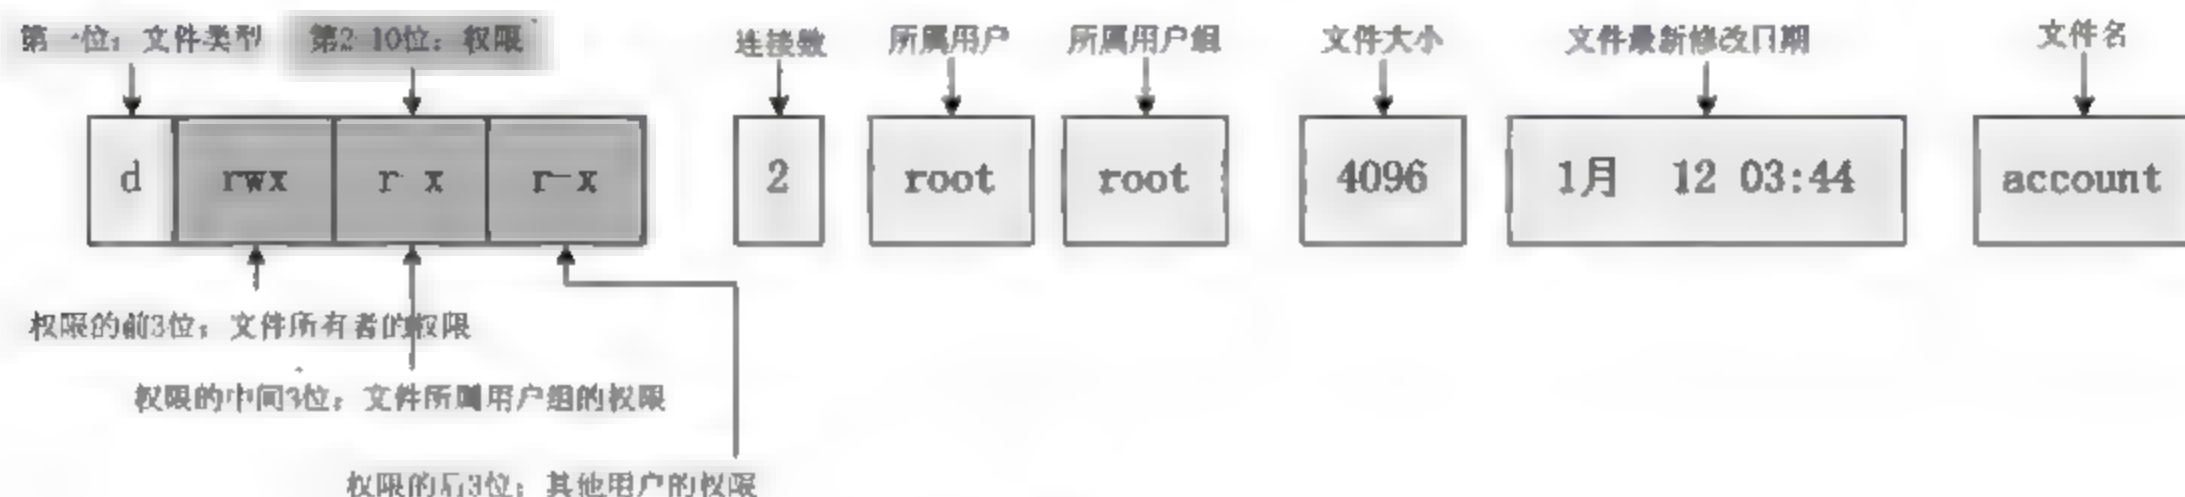 第一位：文件类型 第2-10位：权限 连接数 所属用户 所属用户组 文件大小 文件最新修改日期 文件名
d rwx r-x r-x 2 root root 4096 1月 12 03:44 account
权限的前3位：文件所有者的权限
权限的中间3位：文件所属用户组的权限
权限的后3位：其他用户的权限